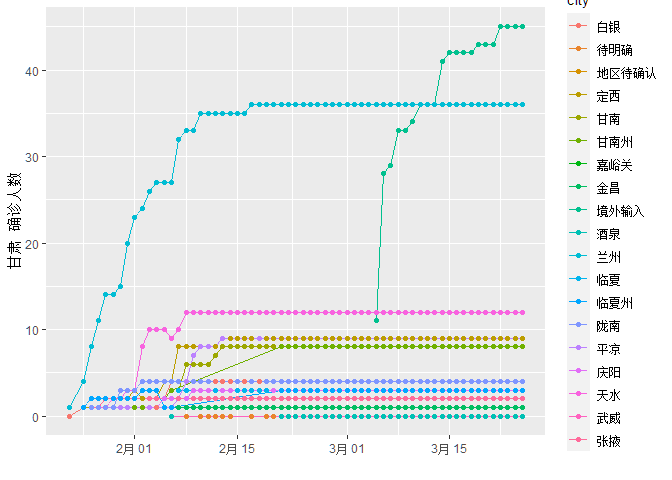 city
甘肃 确诊人数
40
30
20
10
0
2月 01
2月 15
3月 01
3月 15
白银
待明确
地区待确认
定西
甘南
甘南州
嘉峪关
金昌
境外输入
酒泉
兰州
临夏
临夏州
陇南
平凉
庆阳
天水
武威
张掖